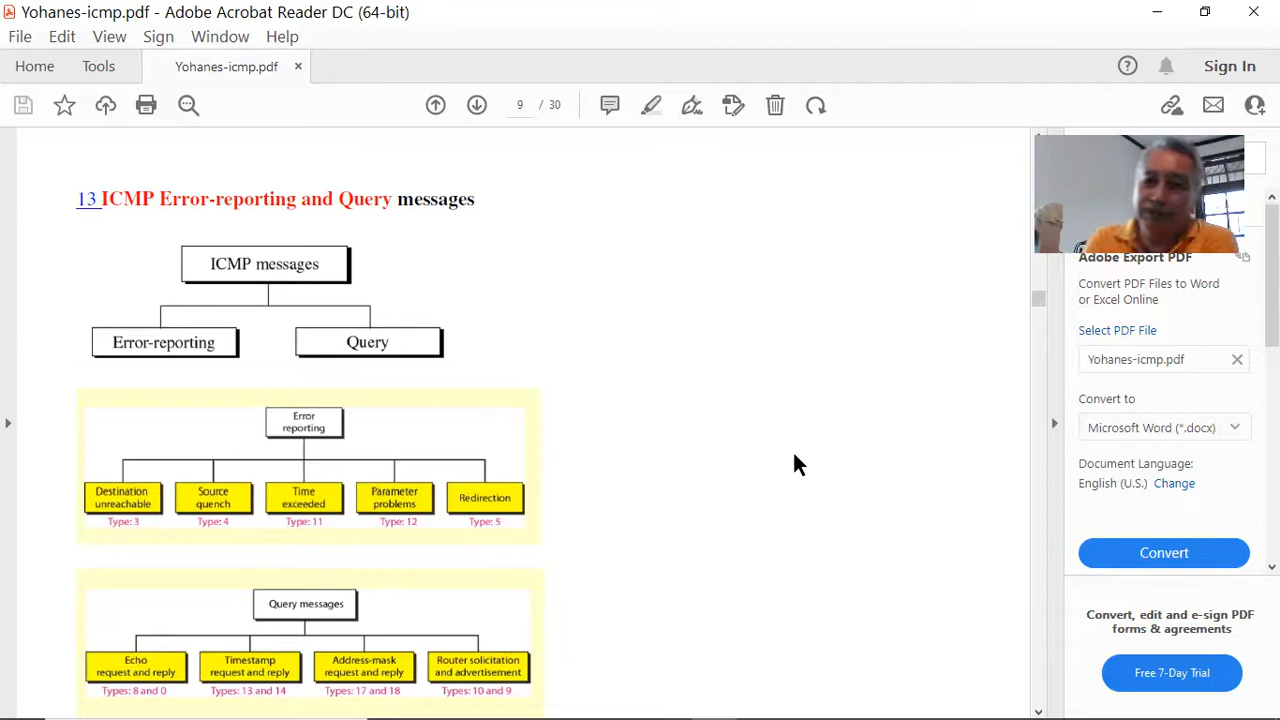 Yohanes-icmp.pdf - Adobe Acrobat Reader DC (64-bit)
File Edit View Sign Window Help
Home Tools Yohanes-icmp.pdf × Sign In
9 / 30
13 ICMP Error-reporting and Query messages
ICMP messages
Error-reporting Query
Error
reporting
Destination
unreachable
Source
quench
Time
exceeded
Parameter
problems
Redirection
Type: 3 Type: 4 Type: 11 Type: 12 Type: 5
Query messages
Echo
request and reply
Timestamp
request and reply
Address-mask
request and reply
Router solicitation
and advertisement
Types: 8 and 0 Types: 13 and 14 Types: 17 and 18 Types: 10 and 9
Adobe Export PDF
Convert PDF Files to Word
or Excel Online
Select PDF File
Yohanes-icmp.pdf
Convert to
Microsoft Word (*.docx)
Document Language:
English (U.S.) Change
Convert
Convert, edit and e-sign PDF
forms & agreements
Free 7-Day Trial